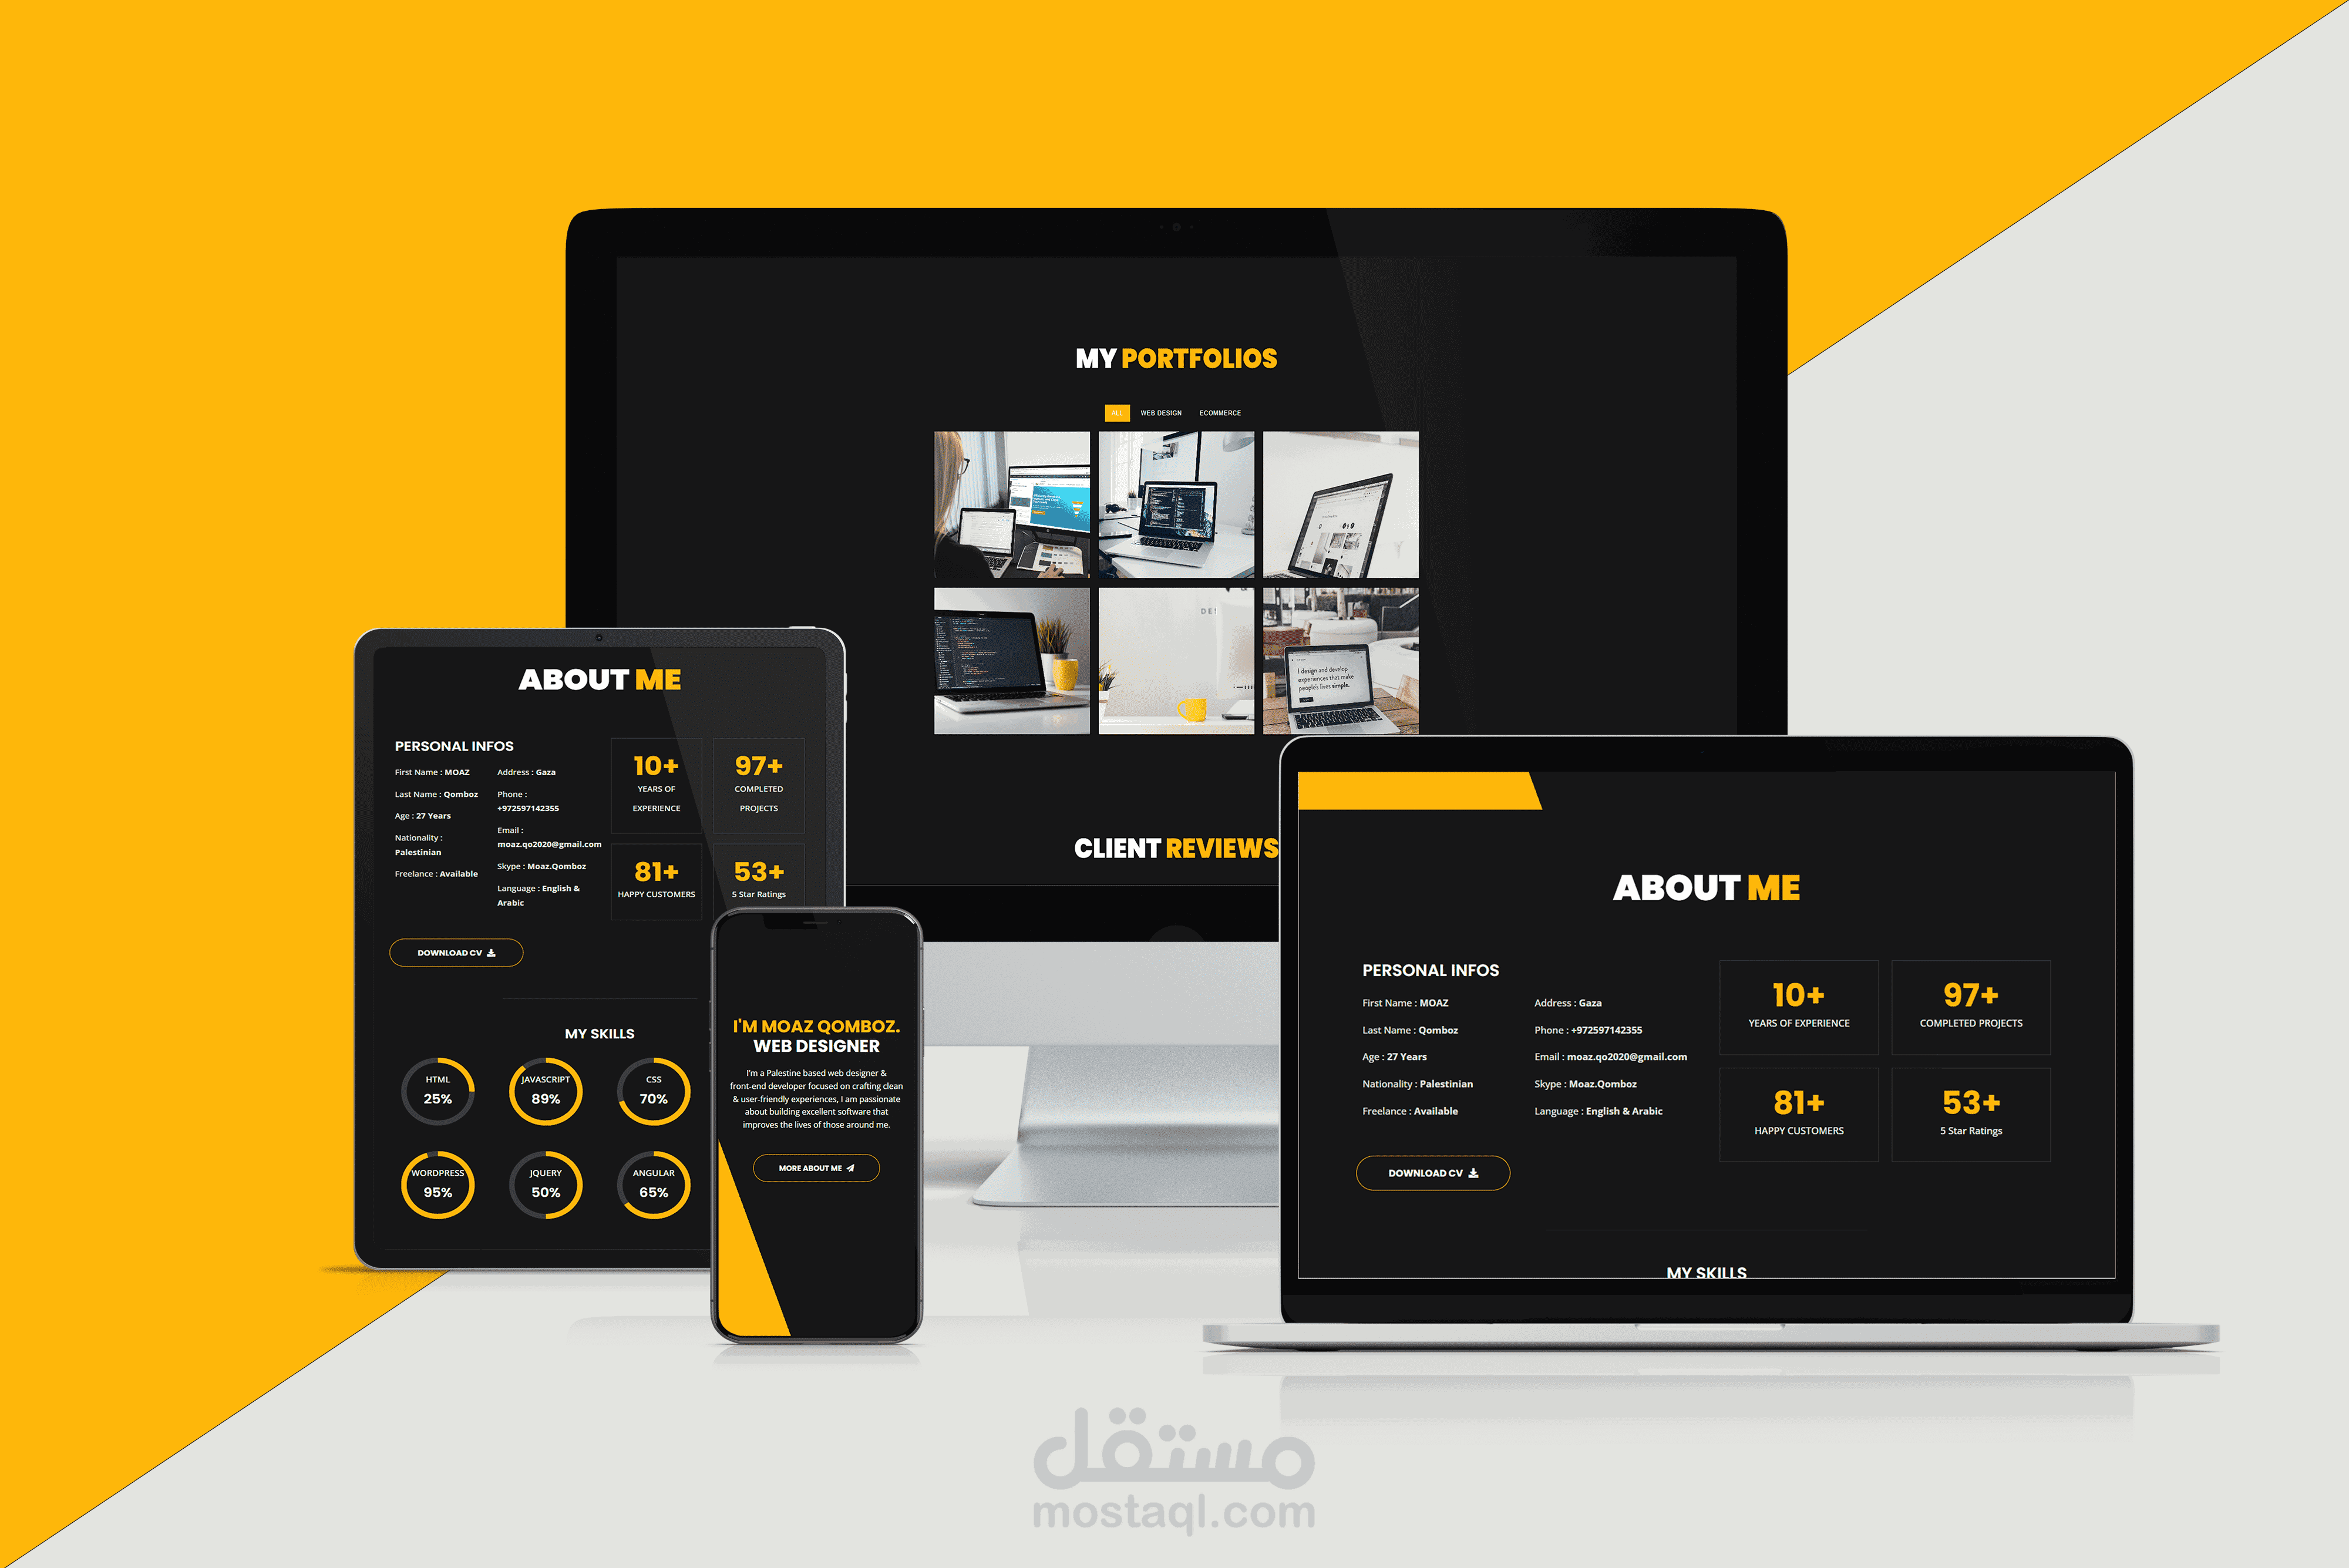 MY PORTFOLIOS
ALL WEB DESIGN ECOMMERCE
DES
I design and develop
experiences that make
people's lives simple.
CLIENT REVIEWS
ABOUT ME
PERSONAL INFOS
First Name : MOAZ
Last Name : Qomboz
Age : 27 Years
Nationality :
Palestinian
Freelance : Available
Address : Gaza
Phone :
+972597142355
Email :
moaz.qo2020@gmail.com
Skype : Moaz.Qomboz
Language : English &
Arabic
10+
YEARS OF
EXPERIENCE
97+
COMPLETED
PROJECTS
81+
HAPPY CUSTOMERS
53+
5 Star Ratings
DOWNLOAD CV
MY SKILLS
HTML
25%
JAVASCRIPT
89%
CSS
70%
WORDPRESS
95%
JQUERY
50%
ANGULAR
65%
I'M MOAZ QOMBOZ.
WEB DESIGNER
I'm a Palestine based web designer &
front-end developer focused on crafting clean
& user-friendly experiences, I am passionate
about building excellent software that
improves the lives of those around me.
MORE ABOUT ME
ABOUT ME
PERSONAL INFOS
First Name : MOAZ
Last Name : Qomboz
Age : 27 Years
Nationality : Palestinian
Freelance : Available
Address : Gaza
Phone : +972597142355
Email : moaz.qo2020@gmail.com
Skype : Moaz.Qomboz
Language : English & Arabic
10+
YEARS OF EXPERIENCE
97+
COMPLETED PROJECTS
81+
HAPPY CUSTOMERS
53+
5 Star Ratings
DOWNLOAD CV
MY SKILLS
مستقل
mostaql.com